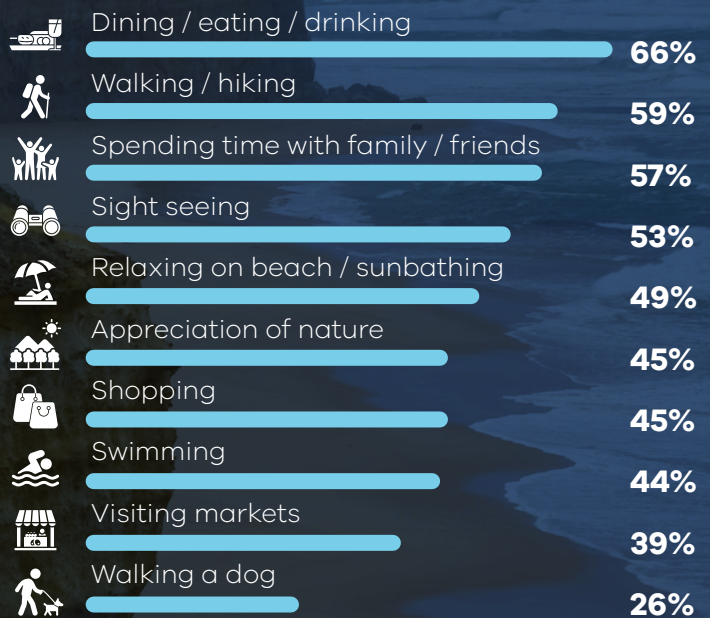 Dining / eating / drinking
66%
Walking / hiking
59%
Spending time with family / friends
57%
Sight seeing
53%
Relaxing on beach / sunbathing
49%
Appreciation of nature
45%
Shopping
45%
Swimming
44%
Visiting markets
39%
Walking a dog
26%